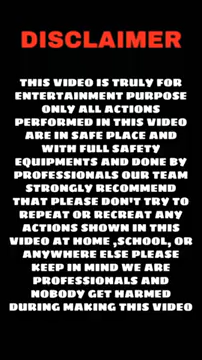 DISCLAIMER
THIS VIDEO IS TRULY FOR
ENTERTAINMENT PURPOSE
ONLY ALL ACTIONS
PERFORMED IN THIS VIDEO
ARE IN SAFE PLACE AND
WITH FULL SAFETY
EQUIPMENTS AND DONE BY
PROFESSIONALS OUR TEAM
STRONGLY RECOMMEND
THAT PLEASE DON'T TRY TO
REPEAT OR RECREAT ANY
ACTIONS SHOWN IN THIS
VIDEO AT HOME ,SCHOOL, OR
ANYWHERE ELSE PLEASE
KEEP IN MIND WE ARE
PROFESSIONALS AND
NOBODY GET HARMED
DURING MAKING THIS VIDEO